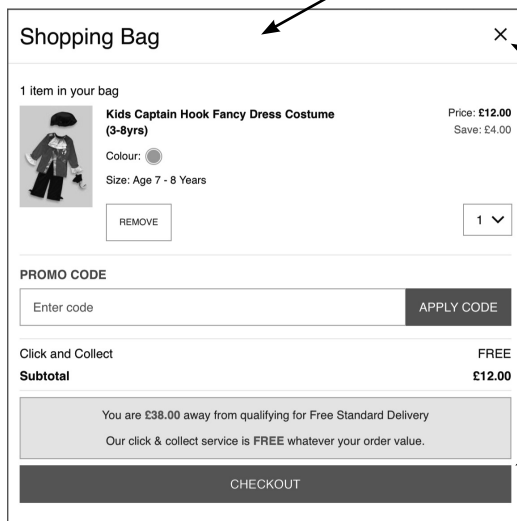 Shopping Bag
1 item in your bag
Kids Captain Hook Fancy Dress Costume
(3-8yrs)
Price: £12.00
Save: £4.00
Colour:
Size: Age 7 - 8 Years
REMOVE
1
PROMO CODE
Enter code
APPLY CODE
Click and Collect
FREE
Subtotal
£12.00
You are £38.00 away from qualifying for Free Standard Delivery
Our click & collect service is FREE whatever your order value.
CHECKOUT